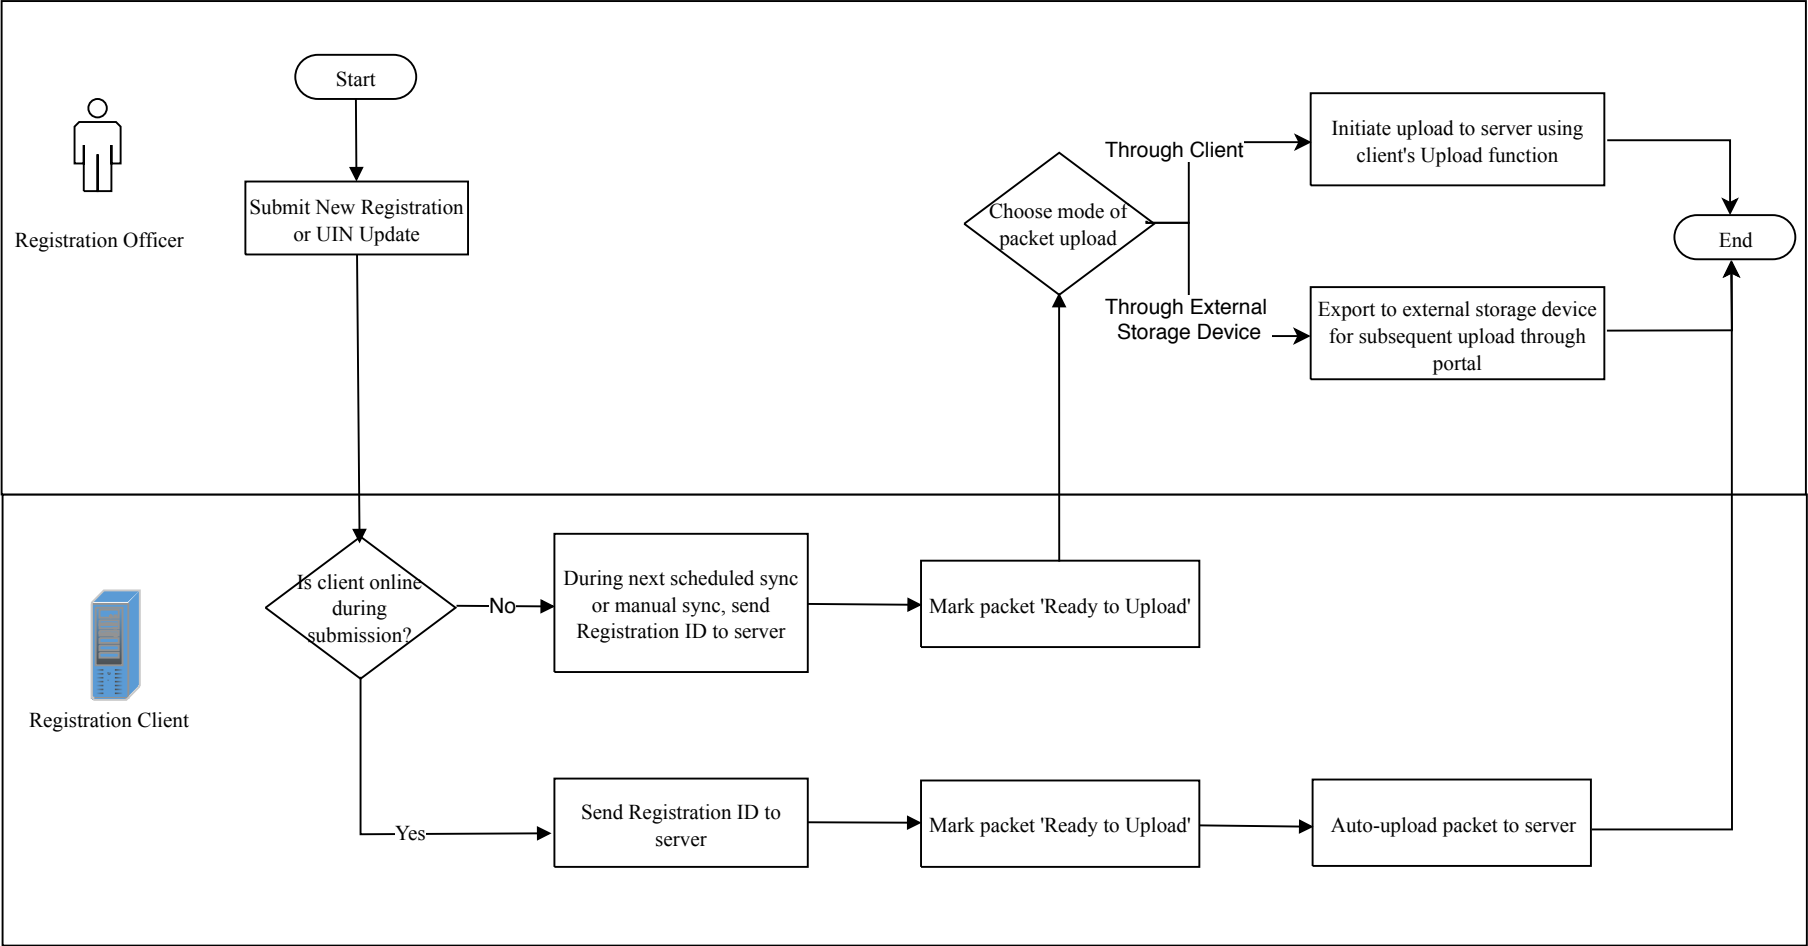 Start
Submit New Registration
or UIN Update
Registration Officer
Choose mode of
packet upload
Through Client
Initiate upload to server using
client's Upload function
Through External
Storage Device
Export to external storage device
for subsequent upload through
portal
End
Is client online
during
submission?
No
During next scheduled sync
or manual sync, send
Registration ID to server
Mark packet 'Ready to Upload'
Registration Client
Yes
Send Registration ID to
server
Mark packet 'Ready to Upload'
Auto-upload packet to server